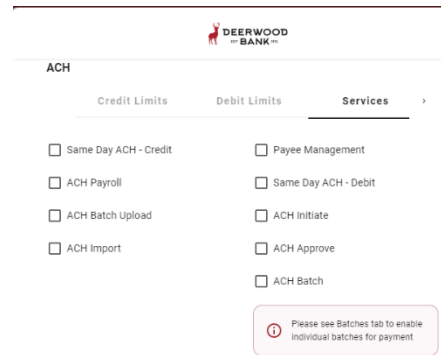 DEERWOOD
EST BANK 1910
ACH
Credit Limits Debit Limits Services
Same Day ACH - Credit Payee Management
ACH Payroll Same Day ACH - Debit
ACH Batch Upload ACH Initiate
ACH Import ACH Approve
ACH Batch
Please see Batches tab to enable
individual batches for payment